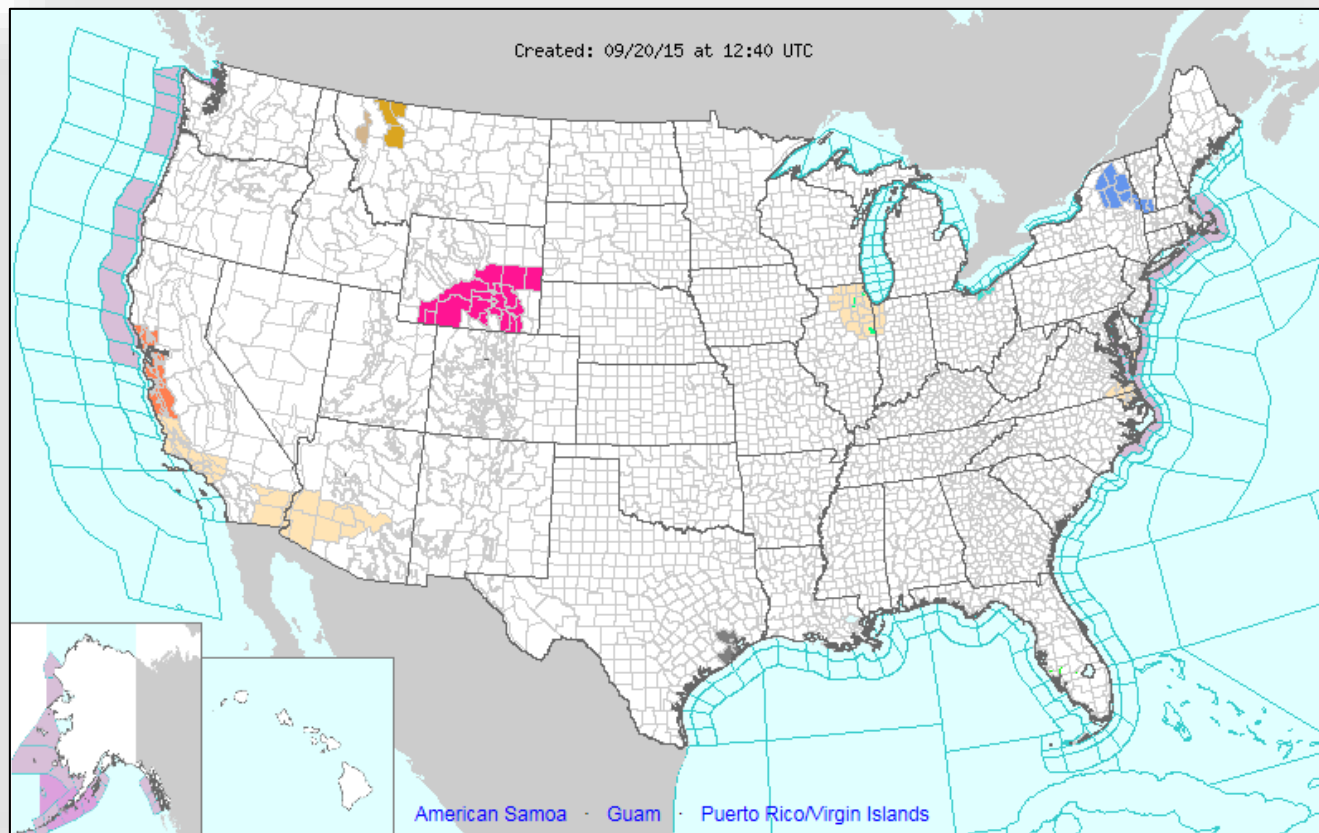 Created: 09/20/15 at 12:40 UTC
American Samoa · Guam · Puerto Rico/Virgin Islands